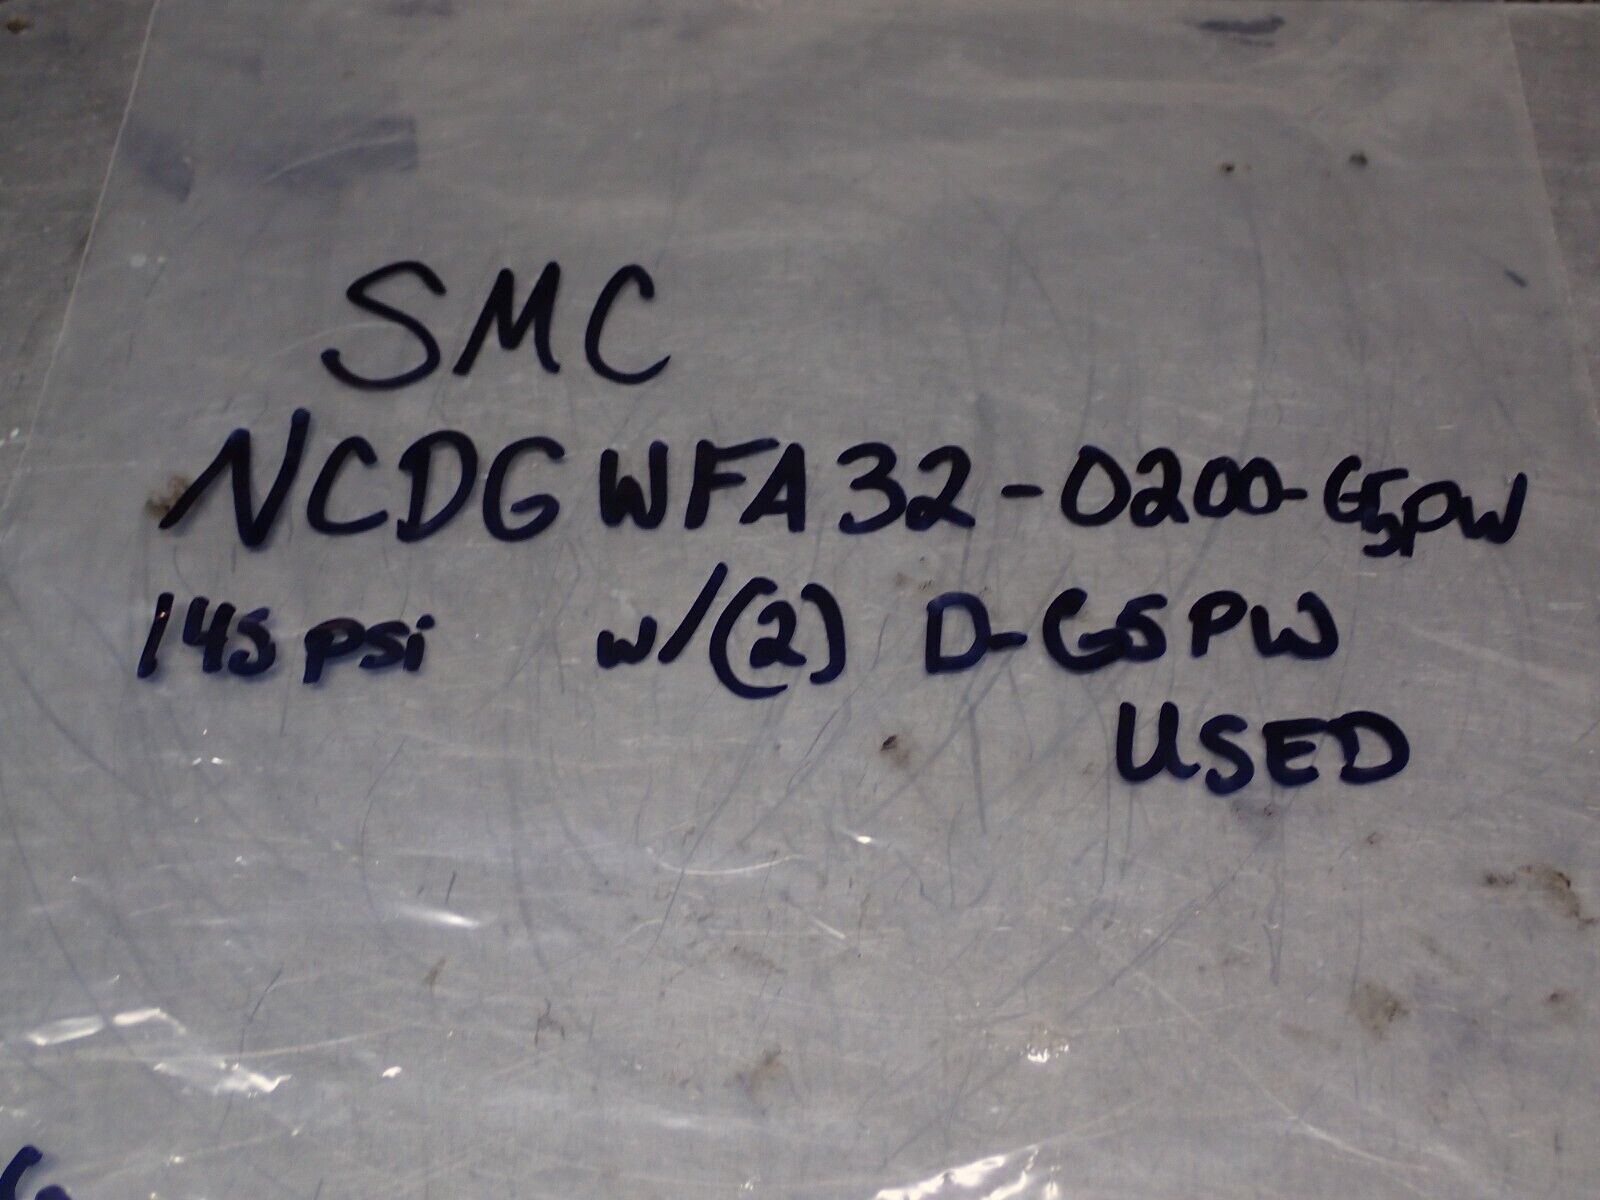 SMC
NCDGWFA32-0200-G5PW
145 psi w/(2) D-G5PW
USED